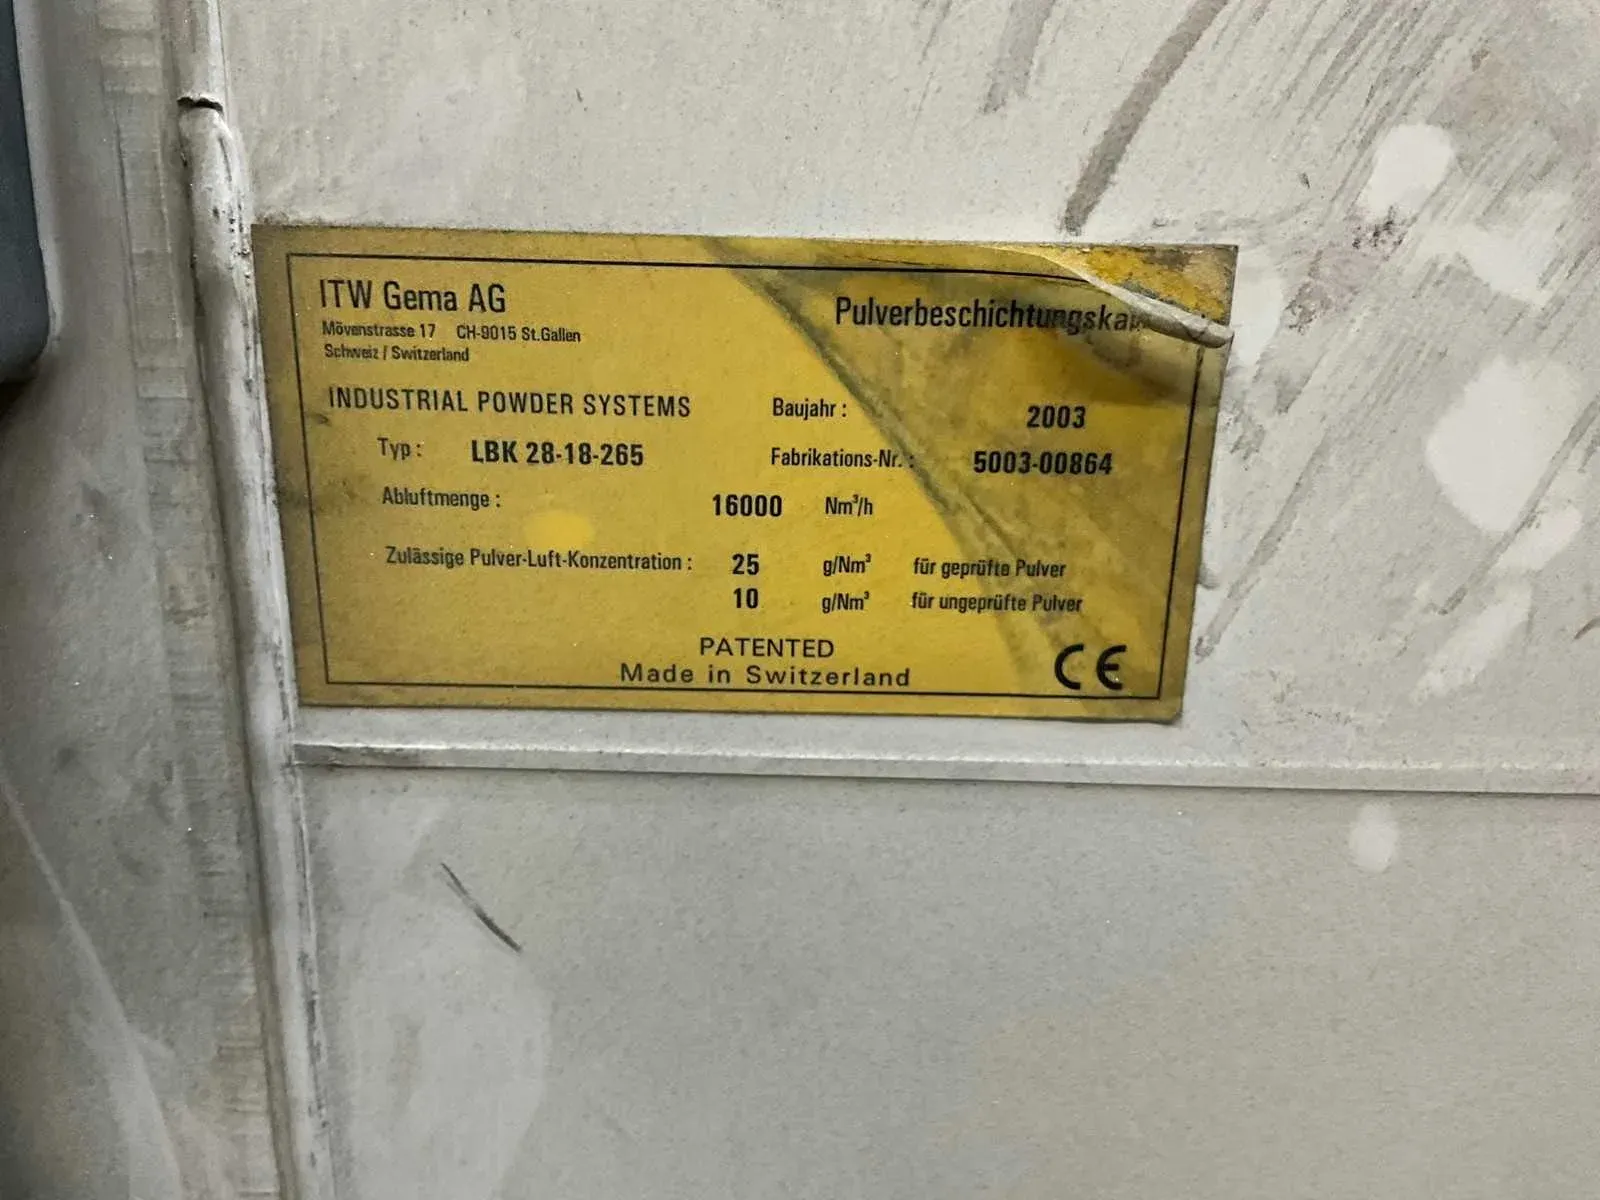 ITW Gema AG
Mövenstrasse 17 CH-9015 St.Gallen
Schweiz / Switzerland
Pulverbeschichtungska
INDUSTRIAL POWDER SYSTEMS
Baujahr : 2003
Typ : LBK 28-18-265
Fabrikations-Nr. : 5003-00864
Abluftmenge : 16000 Nm³/h
Zulässige Pulver-Luft-Konzentration : 25 g/Nm³ für geprüfte Pulver
10 g/Nm³ für ungeprüfte Pulver
PATENTED
Made in Switzerland
CE